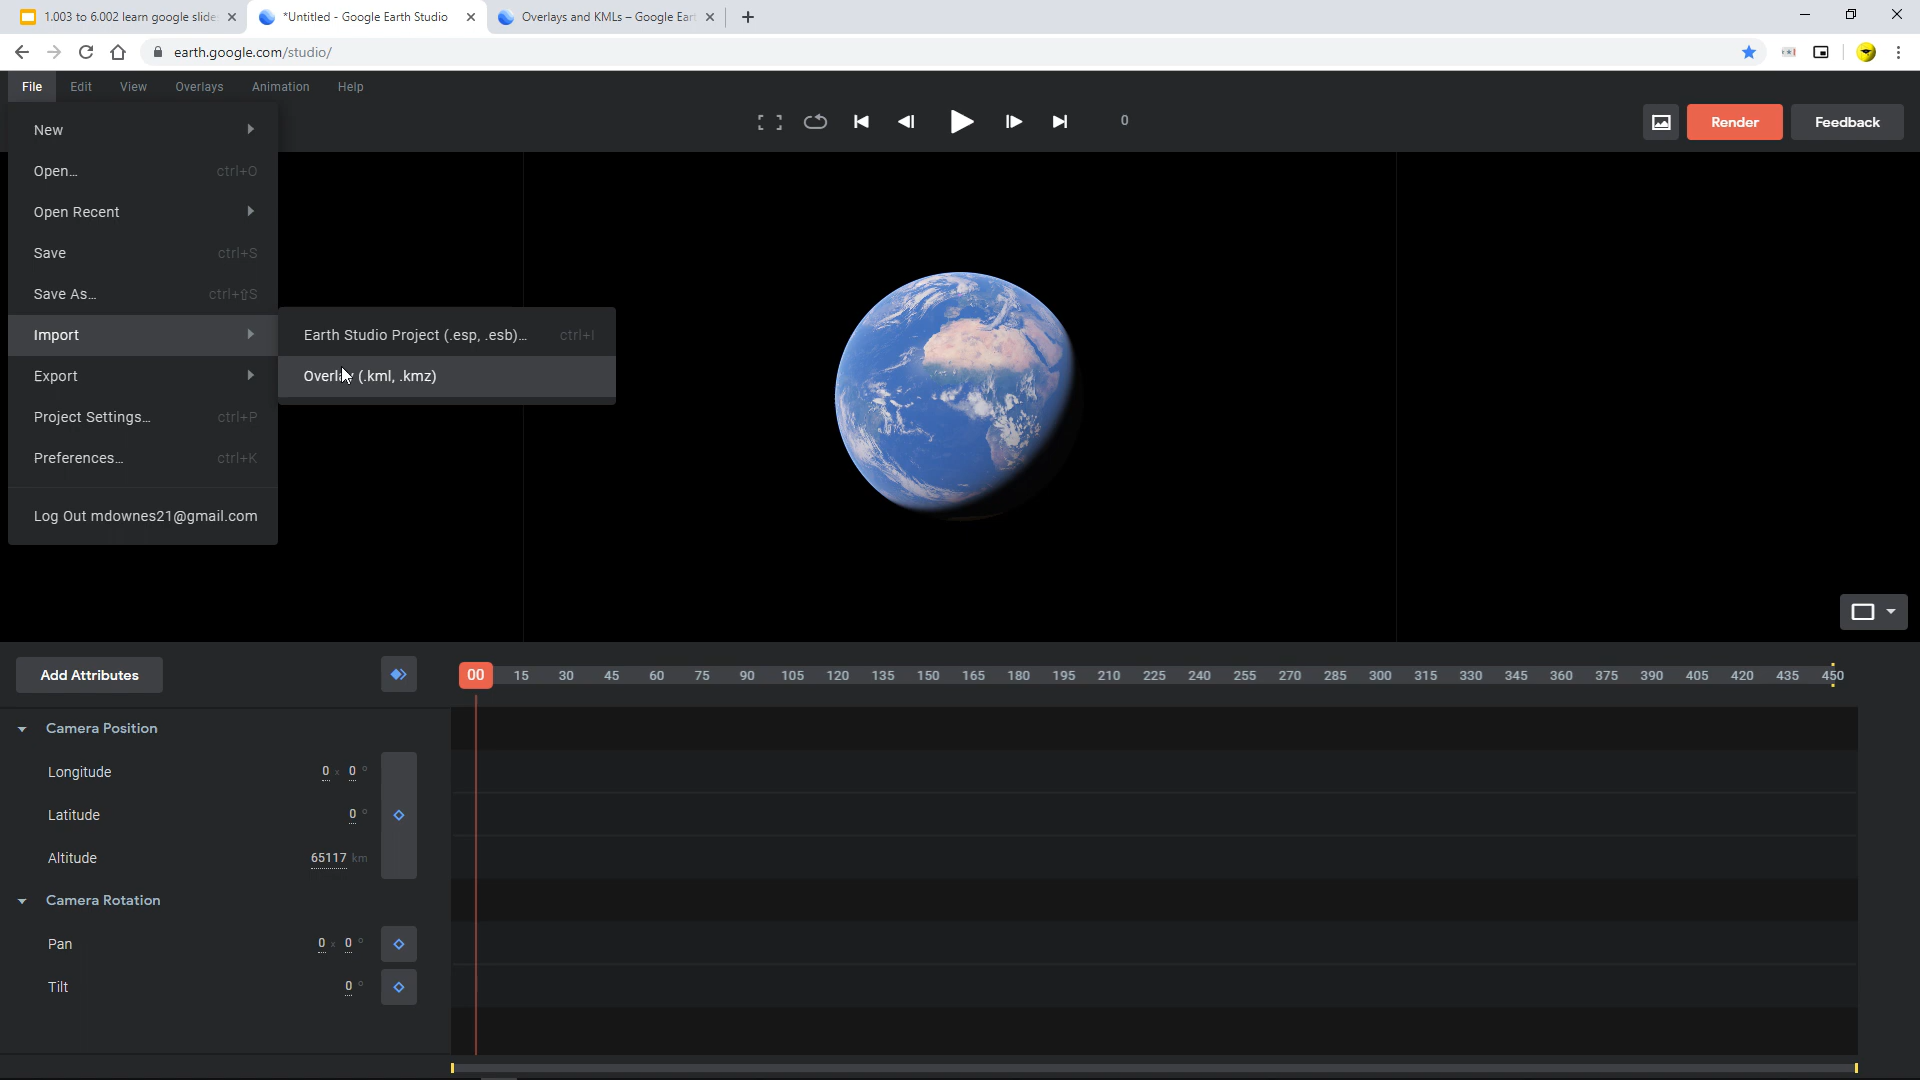 1.003 to 6.002 learn google slide
*Untitled - Google Earth Studio
Overlays and KMLs – Google Ear
earth.google.com/studio/
File Edit View Overlays Animation Help
0
Render
Feedback
New
Open... ctrl+O
Open Recent
Save ctrl+S
Save As... ctrl+⇧S
Import
Earth Studio Project (.esp, .esb)... ctrl+I
Export
(.kml, .kmz)
Project Settings... ctrl+P
Preferences... ctrl+K
Log Out mdownes21@gmail.com
Add Attributes
00 15 30 45 60 75 90 105 120 135 150 165 180 195 210 225 240 255 270 285 300 315 330 345 360 375 390 405 420 435 450
Camera Position
Longitude 0 x 0 °
Latitude 0 °
Altitude 65117 km
Camera Rotation
Pan 0 x 0 °
Tilt 0 °